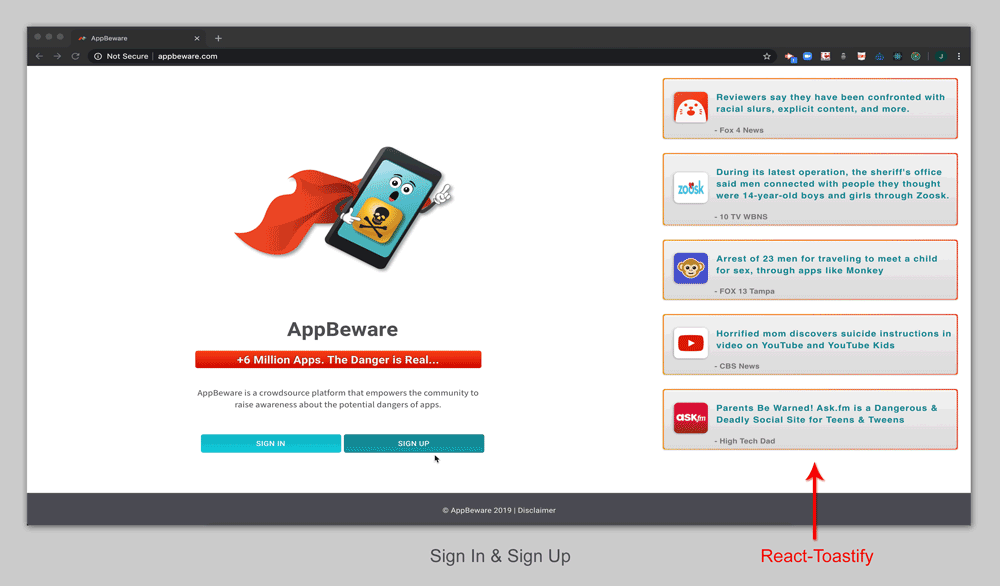 AppBeware
Not Secure | appbeware.com
J
Reviewers say they have been confronted with
racial slurs, explicit content, and more.
- Fox 4 News
zoosk
During its latest operation, the sheriff's office
said men connected with people they thought
were 14-year-old boys and girls through Zoosk.
- 10 TV WBNS
Arrest of 23 men for traveling to meet a child
for sex, through apps like Monkey
- FOX 13 Tampa
Horrified mom discovers suicide instructions in
video on YouTube and YouTube Kids
- CBS News
askfm
Parents Be Warned! Ask.fm is a Dangerous &
Deadly Social Site for Teens & Tweens
- High Tech Dad
AppBeware
+6 Million Apps. The Danger is Real...
AppBeware is a crowdsource platform that empowers the community to
raise awareness about the potential dangers of apps.
SIGN IN
SIGN UP
© AppBeware 2019 | Disclaimer
Sign In & Sign Up
React-Toastify